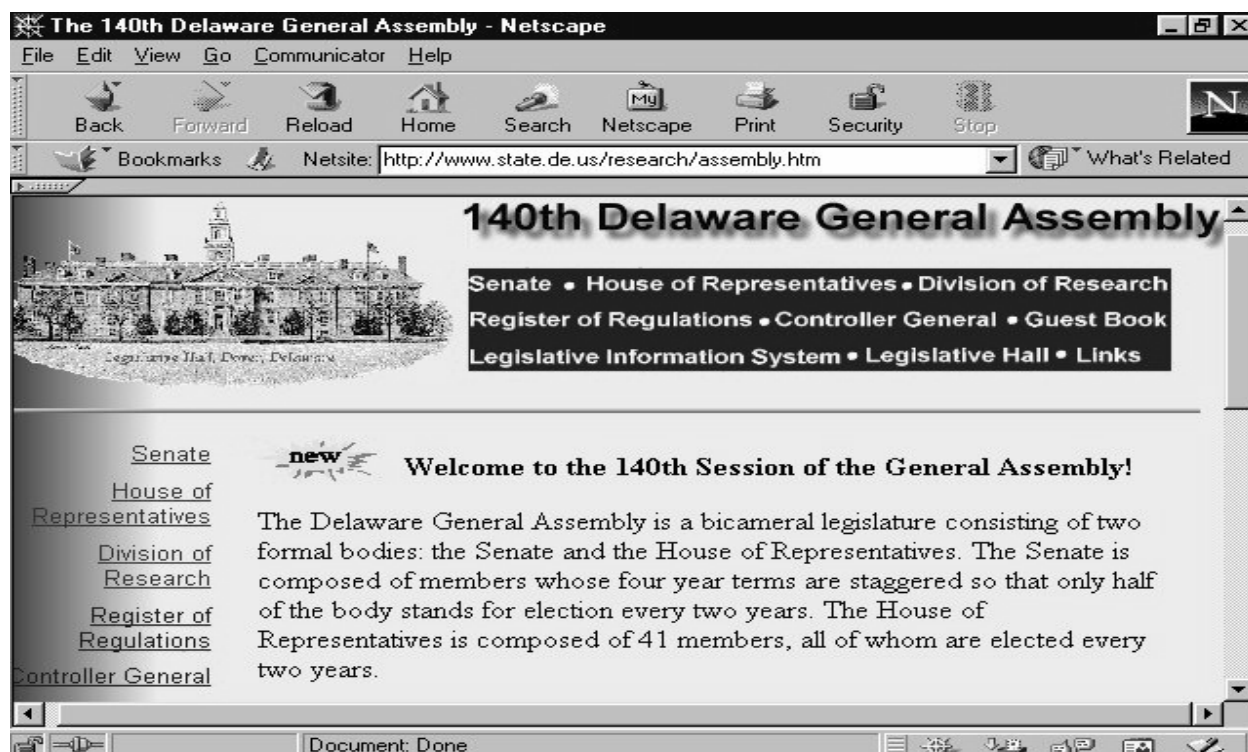 The 140th Delaware General Assembly - Netscape
File Edit View Go Communicator Help
Back Forward Reload Home Search Netscape Print Security Stop
My
N
Bookmarks Netsite: http://www.state.de.us/research/assembly.htm What's Related
140th Delaware General Assembly
Senate • House of Representatives • Division of Research
Register of Regulations • Controller General • Guest Book
Legislative Information System • Legislative Hall • Links
Legislative Hall, Dover, Delaware
Senate
House of
Representatives
Division of
Research
Register of
Regulations
Controller General
new
Welcome to the 140th Session of the General Assembly!
The Delaware General Assembly is a bicameral legislature consisting of two
formal bodies: the Senate and the House of Representatives. The Senate is
composed of members whose four year terms are staggered so that only half
of the body stands for election every two years. The House of
Representatives is composed of 41 members, all of whom are elected every
two years.
Document: Done